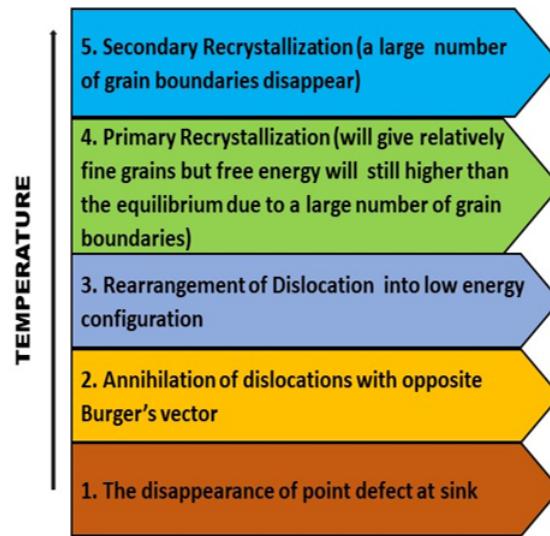 TEMPERATURE
5. Secondary Recrystallization (a large number
of grain boundaries disappear)
4. Primary Recrystallization (will give relatively
fine grains but free energy will still higher than
the equilibrium due to a large number of grain
boundaries)
3. Rearrangement of Dislocation into low energy
configuration
2. Annihilation of dislocations with opposite
Burger's vector
1. The disappearance of point defect at sink